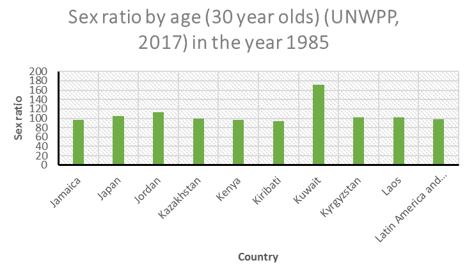 Sex ratio by age (30 year olds) (UNWPP,
2017) in the year 1985
200
180
160
140
120
100
80
60
40
20
0
Sex ratio
Jamaica
Japan
Jordan
Kazakhstan
Kenya
Kiribati
Kuwait
Kyrgyzstan
Laos
Latin America and...
Country